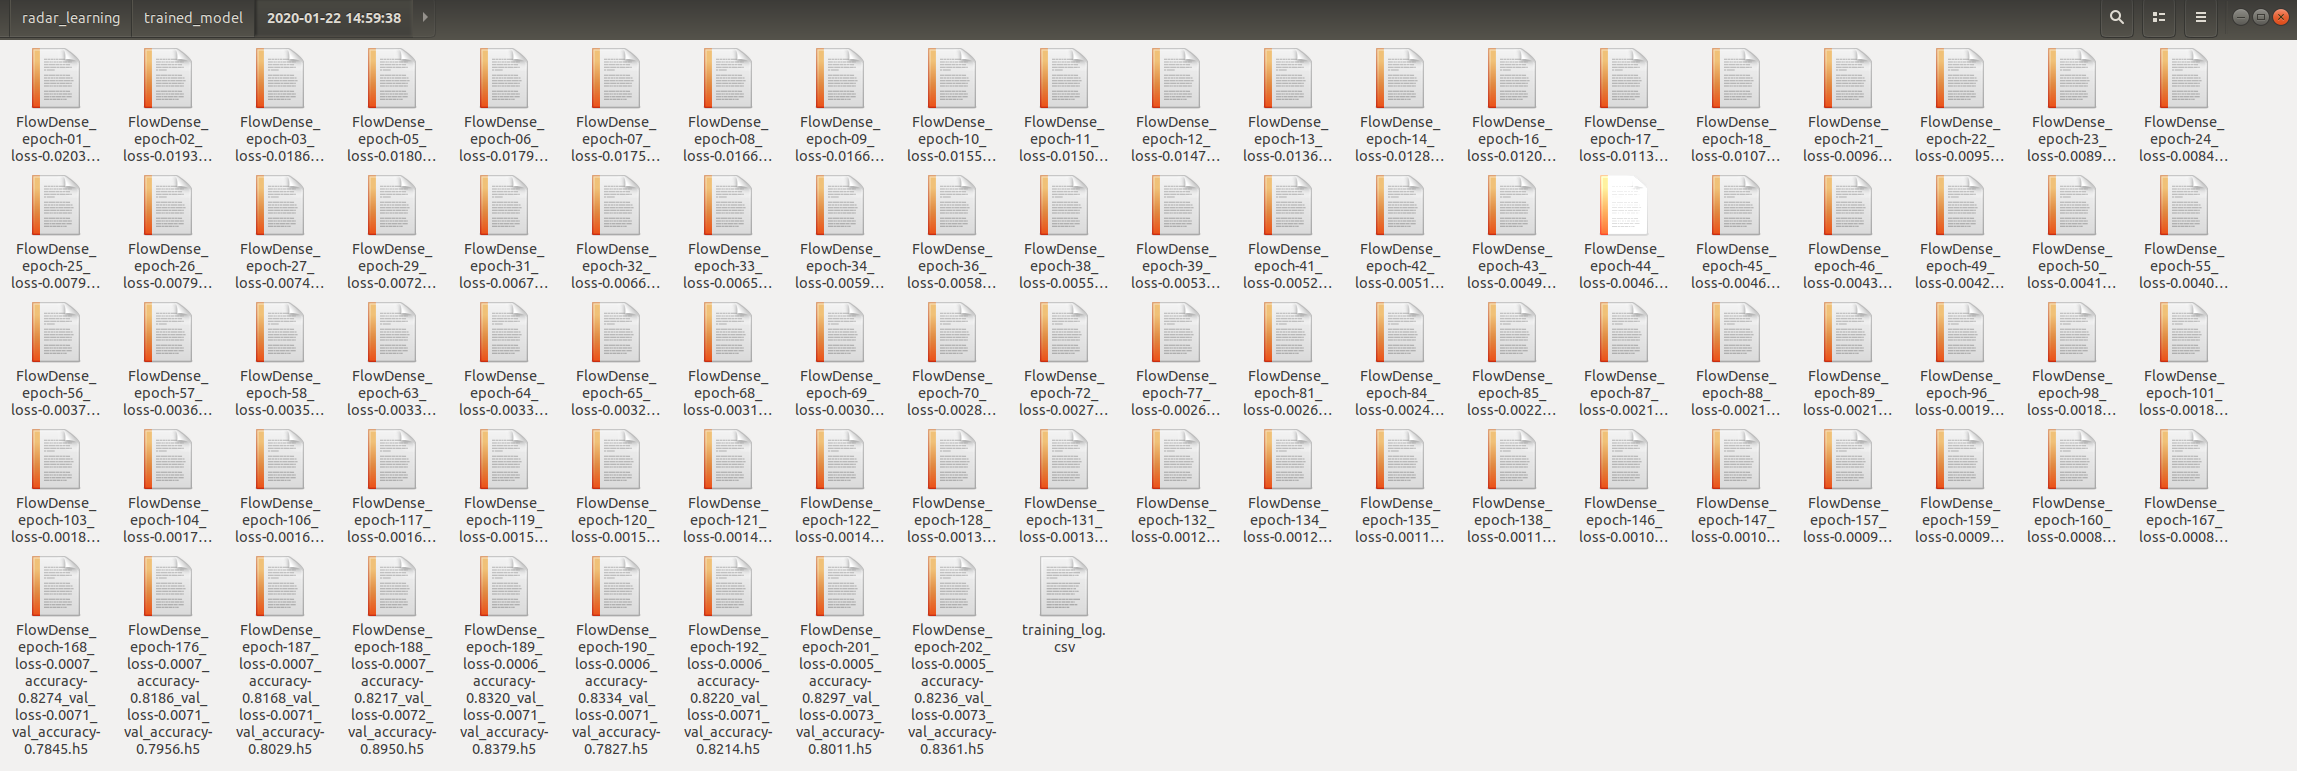 radar_learning trained_model 2020-01-22 14:59:38
FlowDense_ FlowDense_ FlowDense_ FlowDense_ FlowDense_ FlowDense_ FlowDense_ FlowDense_ FlowDense_ FlowDense_ FlowDense_ FlowDense_ FlowDense_ FlowDense_ FlowDense_ FlowDense_ FlowDense_ FlowDense_ FlowDense_ FlowDense_
epoch-01_ epoch-02_ epoch-03_ epoch-05_ epoch-06_ epoch-07_ epoch-08_ epoch-09_ epoch-10_ epoch-11_ epoch-12_ epoch-13_ epoch-14_ epoch-16_ epoch-17_ epoch-18_ epoch-21_ epoch-22_ epoch-23_ epoch-24_
loss-0.0203... loss-0.0193... loss-0.0186... loss-0.0180... loss-0.0179... loss-0.0175... loss-0.0166... loss-0.0166... loss-0.0155... loss-0.0150... loss-0.0147... loss-0.0136... loss-0.0128... loss-0.0120... loss-0.0113... loss-0.0107... loss-0.0096... loss-0.0095... loss-0.0089... loss-0.0084...
FlowDense_ FlowDense_ FlowDense_ FlowDense_ FlowDense_ FlowDense_ FlowDense_ FlowDense_ FlowDense_ FlowDense_ FlowDense_ FlowDense_ FlowDense_ FlowDense_ FlowDense_ FlowDense_ FlowDense_ FlowDense_ FlowDense_ FlowDense_
epoch-25_ epoch-26_ epoch-27_ epoch-29_ epoch-31_ epoch-32_ epoch-33_ epoch-34_ epoch-36_ epoch-38_ epoch-39_ epoch-41_ epoch-42_ epoch-43_ epoch-44_ epoch-45_ epoch-46_ epoch-49_ epoch-50_ epoch-55_
loss-0.0079... loss-0.0079... loss-0.0074... loss-0.0072... loss-0.0067... loss-0.0066... loss-0.0065... loss-0.0059... loss-0.0058... loss-0.0055... loss-0.0053... loss-0.0052... loss-0.0051... loss-0.0049... loss-0.0046... loss-0.0046... loss-0.0043... loss-0.0042... loss-0.0041... loss-0.0040...
FlowDense_ FlowDense_ FlowDense_ FlowDense_ FlowDense_ FlowDense_ FlowDense_ FlowDense_ FlowDense_ FlowDense_ FlowDense_ FlowDense_ FlowDense_ FlowDense_ FlowDense_ FlowDense_ FlowDense_ FlowDense_ FlowDense_ FlowDense_
epoch-56_ epoch-57_ epoch-58_ epoch-63_ epoch-64_ epoch-65_ epoch-68_ epoch-69_ epoch-70_ epoch-72_ epoch-77_ epoch-81_ epoch-84_ epoch-85_ epoch-87_ epoch-88_ epoch-89_ epoch-96_ epoch-98_ epoch-101_
loss-0.0037... loss-0.0036... loss-0.0035... loss-0.0033... loss-0.0033... loss-0.0032... loss-0.0031... loss-0.0030... loss-0.0028... loss-0.0027... loss-0.0026... loss-0.0026... loss-0.0024... loss-0.0022... loss-0.0021... loss-0.0021... loss-0.0021... loss-0.0019... loss-0.0018... loss-0.0018...
FlowDense_ FlowDense_ FlowDense_ FlowDense_ FlowDense_ FlowDense_ FlowDense_ FlowDense_ FlowDense_ FlowDense_ FlowDense_ FlowDense_ FlowDense_ FlowDense_ FlowDense_ FlowDense_ FlowDense_ FlowDense_ FlowDense_ FlowDense_
epoch-103_ epoch-104_ epoch-106_ epoch-117_ epoch-119_ epoch-120_ epoch-121_ epoch-122_ epoch-128_ epoch-131_ epoch-132_ epoch-134_ epoch-135_ epoch-138_ epoch-146_ epoch-147_ epoch-157_ epoch-159_ epoch-160_ epoch-167_
loss-0.0018... loss-0.0017... loss-0.0016... loss-0.0016... loss-0.0015... loss-0.0015... loss-0.0014... loss-0.0014... loss-0.0013... loss-0.0013... loss-0.0012... loss-0.0012... loss-0.0011... loss-0.0011... loss-0.0010... loss-0.0010... loss-0.0009... loss-0.0009... loss-0.0008... loss-0.0008...
FlowDense_ FlowDense_ FlowDense_ FlowDense_ FlowDense_ FlowDense_ FlowDense_ FlowDense_ FlowDense_ training_log.
epoch-168_ epoch-176_ epoch-187_ epoch-188_ epoch-189_ epoch-190_ epoch-192_ epoch-201_ epoch-202_ csv
loss-0.0007_ loss-0.0007_ loss-0.0007_ loss-0.0007_ loss-0.0006_ loss-0.0006_ loss-0.0006_ loss-0.0005_ loss-0.0005_
accuracy- accuracy- accuracy- accuracy- accuracy- accuracy- accuracy- accuracy- accuracy-
0.8274_val_ 0.8186_val_ 0.8168_val_ 0.8217_val_ 0.8320_val_ 0.8334_val_ 0.8220_val_ 0.8297_val_ 0.8236_val_
loss-0.0071_ loss-0.0071_ loss-0.0071_ loss-0.0072_ loss-0.0071_ loss-0.0071_ loss-0.0071_ loss-0.0073_ loss-0.0073_
val_accuracy- val_accuracy- val_accuracy- val_accuracy- val_accuracy- val_accuracy- val_accuracy- val_accuracy- val_accuracy-
0.7845.h5 0.7956.h5 0.8029.h5 0.8950.h5 0.8379.h5 0.7827.h5 0.8214.h5 0.8011.h5 0.8361.h5